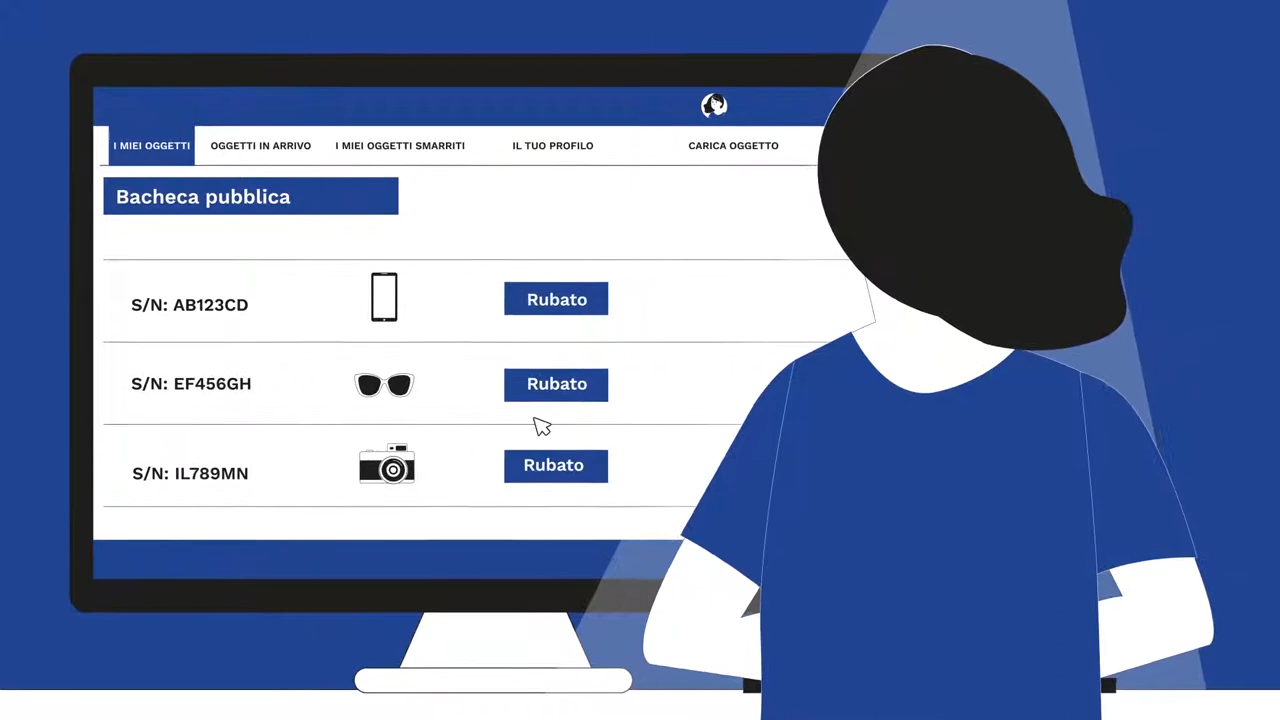 I MIEI OGGETTI OGGETTI IN ARRIVO I MIEI OGGETTI SMARRITI IL TUO PROFILO CARICA OGGETTO
Bacheca pubblica
S/N: AB123CD Rubato
S/N: EF456GH Rubato
S/N: IL789MN Rubato